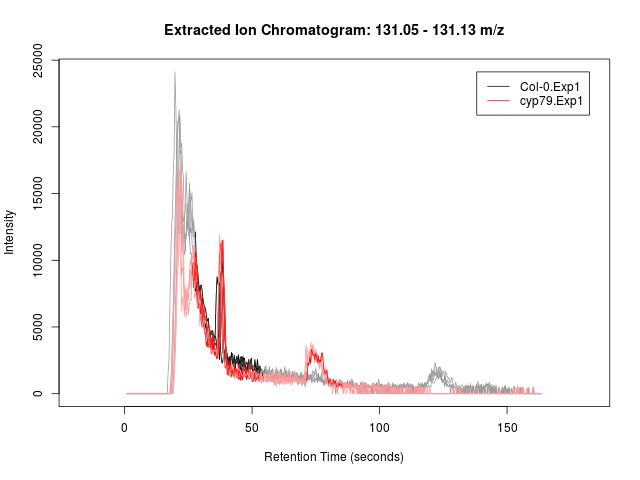 Extracted Ion Chromatogram: 131.05 - 131.13 m/z
Col-0.Exp1
cyp79.Exp1
Intensity
25000
20000
15000
10000
5000
0
0 50 100 150
Retention Time (seconds)